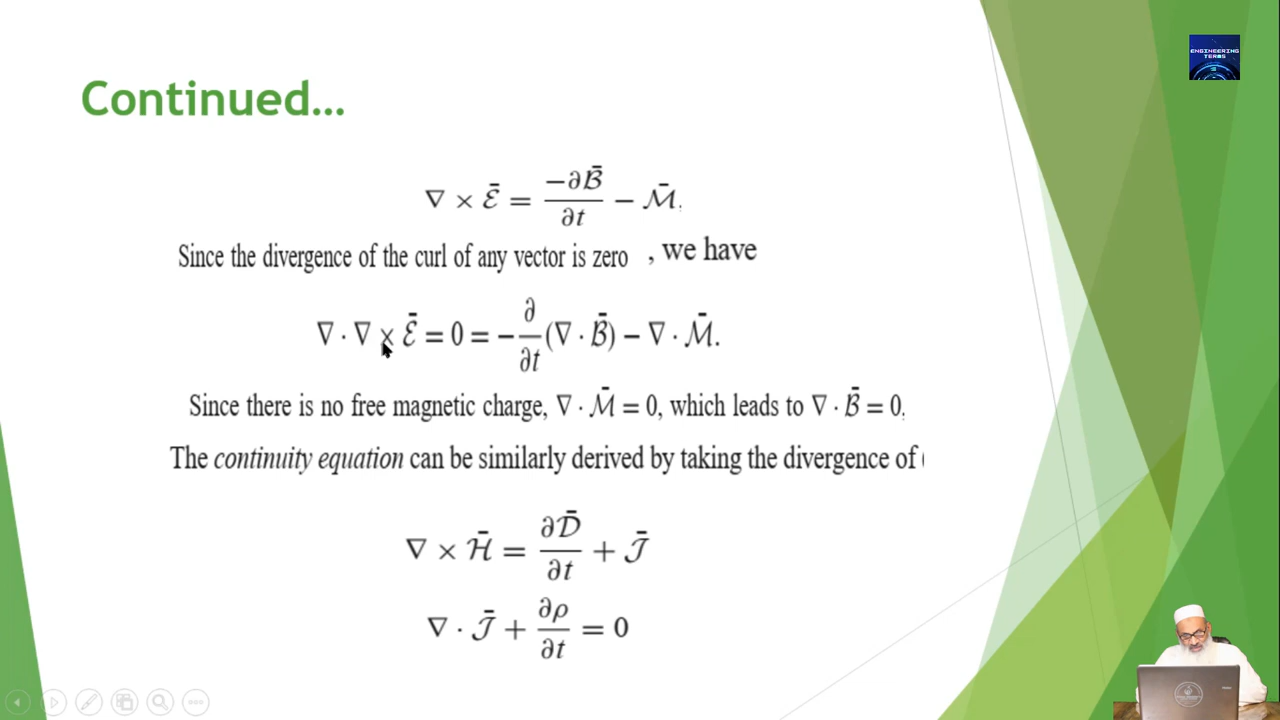 ENGINEERING
TERMS
Continued...
∇ × ℰ̄ = −∂ℬ̄/∂t − ℳ̄,
Since the divergence of the curl of any vector is zero , we have
∇ · ∇ × ℰ̄ = 0 = −∂/∂t (∇ · ℬ̄) − ∇ · ℳ̄.
Since there is no free magnetic charge, ∇ · ℳ̄ = 0, which leads to ∇ · ℬ̄ = 0,
The continuity equation can be similarly derived by taking the divergence of
∇ × ℋ̄ = ∂𝒟̄/∂t + 𝒥̄
∇ · 𝒥̄ + ∂ρ/∂t = 0